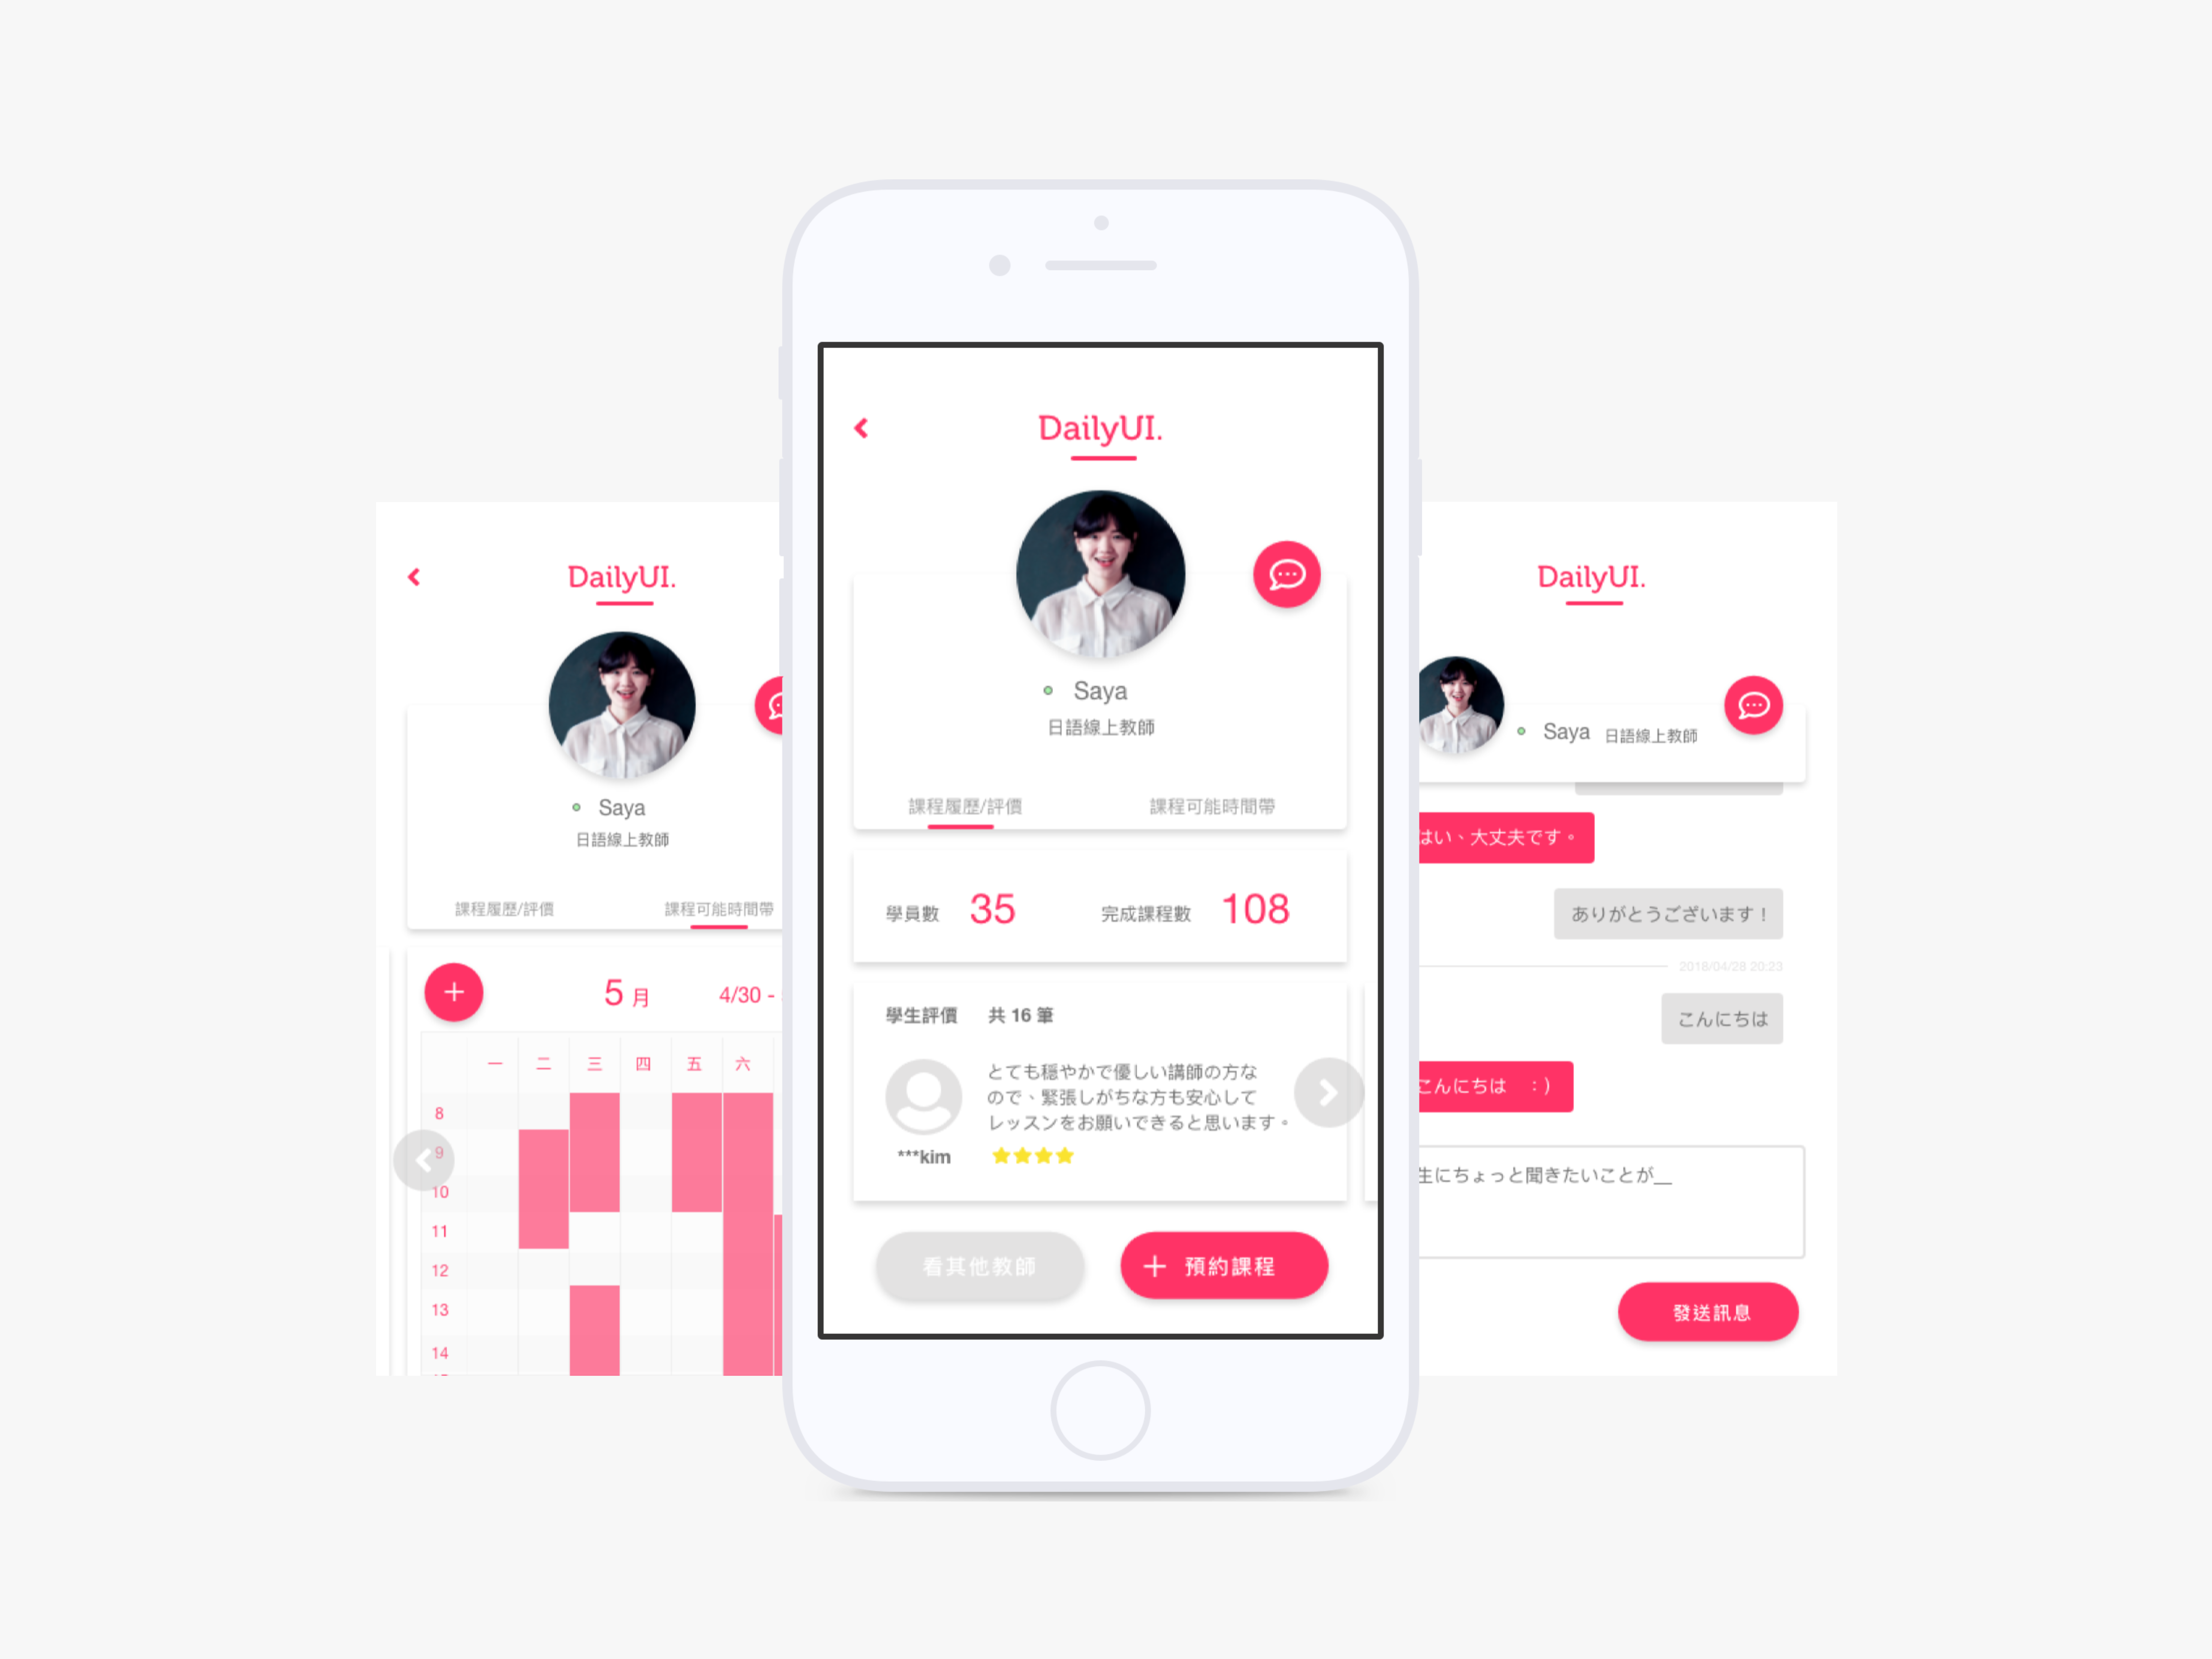 DailyUI.
Saya
日語線上教師
課程履歷/評價 課程可能時間帶
5 月 4/30 -
一 二 三 四 五 六
8
9
10
11
12
13
14
DailyUI.
Saya
日語線上教師
課程履歷/評價 課程可能時間帶
學員數 35 完成課程數 108
學生評價 共 16 筆
とても穏やかで優しい講師の方な
ので、緊張しがちな方も安心して
レッスンをお願いできると思います。
***kim
看其他教師 預約課程
DailyUI.
Saya 日語線上教師
はい、大丈夫です。
ありがとうございます！
2018/04/28 20:23
こんにちは
こんにちは ：）
生にちょっと聞きたいことが__
發送訊息